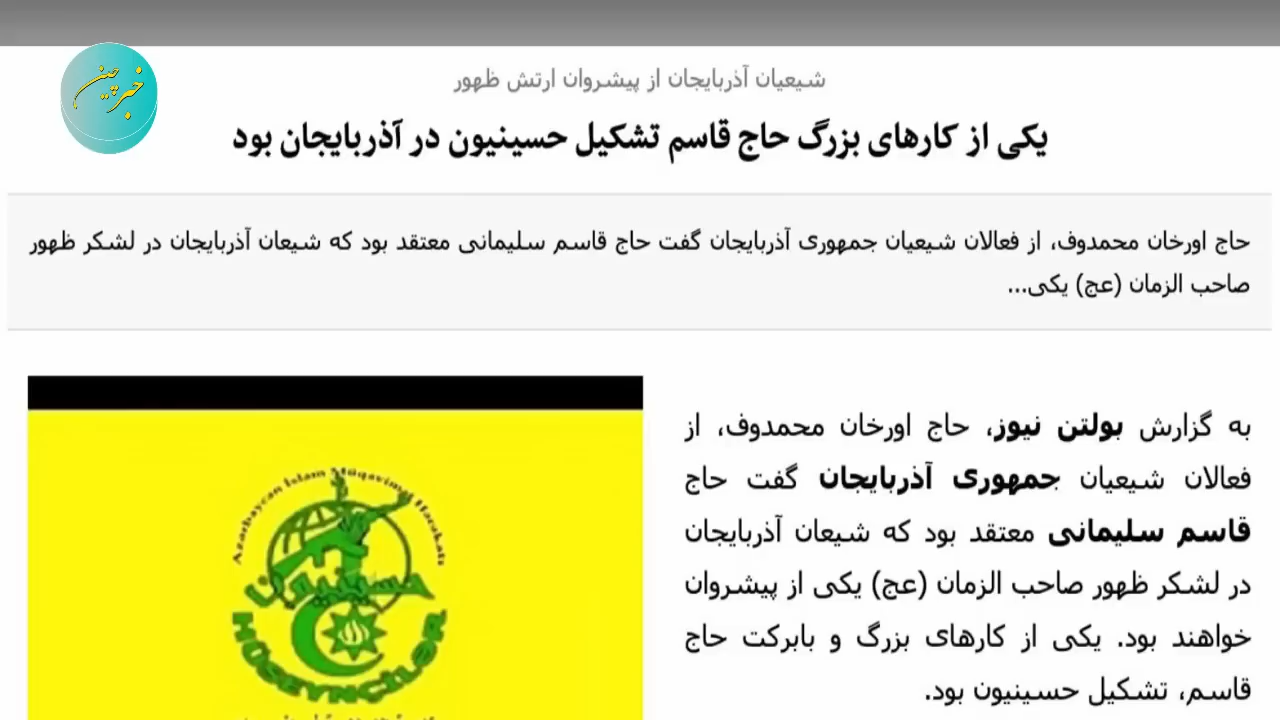 خبرچین
شیعیان آذربایجان از پیشروان ارتش ظهور
یکی از کارهای بزرگ حاج قاسم تشکیل حسینیون در آذربایجان بود
حاج اورخان محمدوف، از فعالان شیعیان جمهوری آذربایجان گفت حاج قاسم سلیمانی معتقد بود که شیعان آذربایجان در لشکر ظهور
صاحب الزمان (عج) یکی...
به گزارش بولتن نیوز، حاج اورخان محمدوف، از
فعالان شیعیان جمهوری آذربایجان گفت حاج
قاسم سلیمانی معتقد بود که شیعان آذربایجان
در لشکر ظهور صاحب الزمان (عج) یکی از پیشروان
خواهند بود. یکی از کارهای بزرگ و بابرکت حاج
قاسم، تشکیل حسینیون بود.
Azərbaycan İslam Müqavimət Hərəkatı
حسینیون
HÜSEYNÇİLƏR